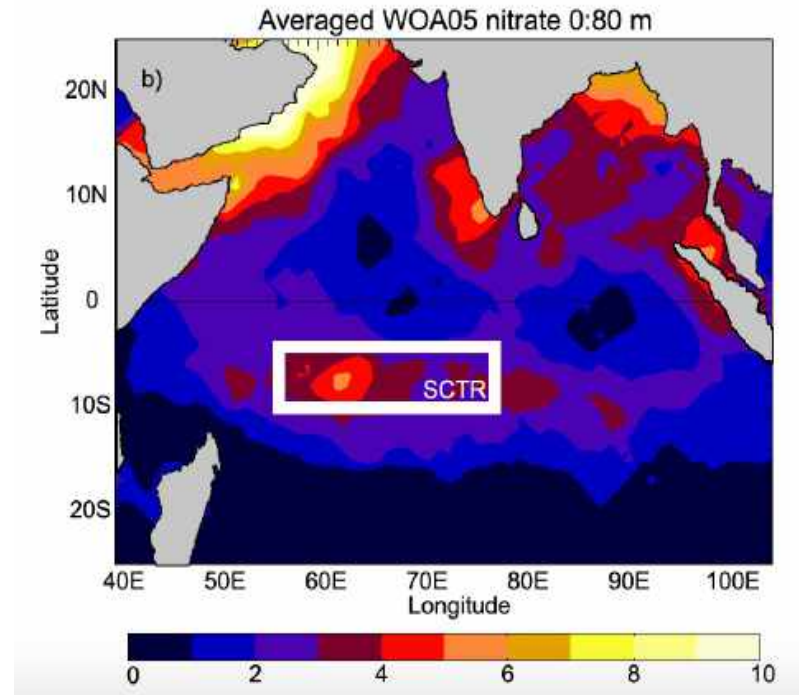 Averaged WOA05 nitrate 0:80 m
b)
20N
10N
0
10S
20S
Latitude
SCTR
40E 50E 60E 70E 80E 90E 100E
Longitude
0 2 4 6 8 10